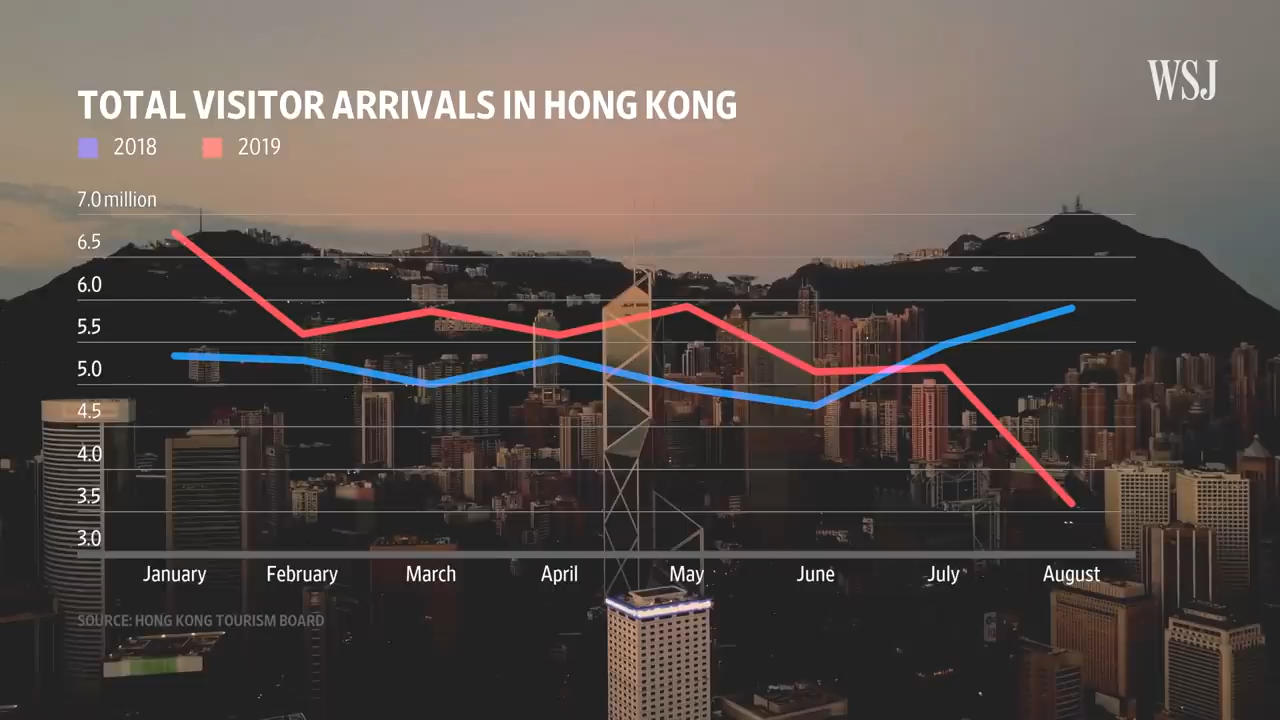 WSJ
TOTAL VISITOR ARRIVALS IN HONG KONG
2018 2019
7.0 million
6.5
6.0
5.5
5.0
4.5
4.0
3.5
3.0
January February March April May June July August
SOURCE: HONG KONG TOURISM BOARD